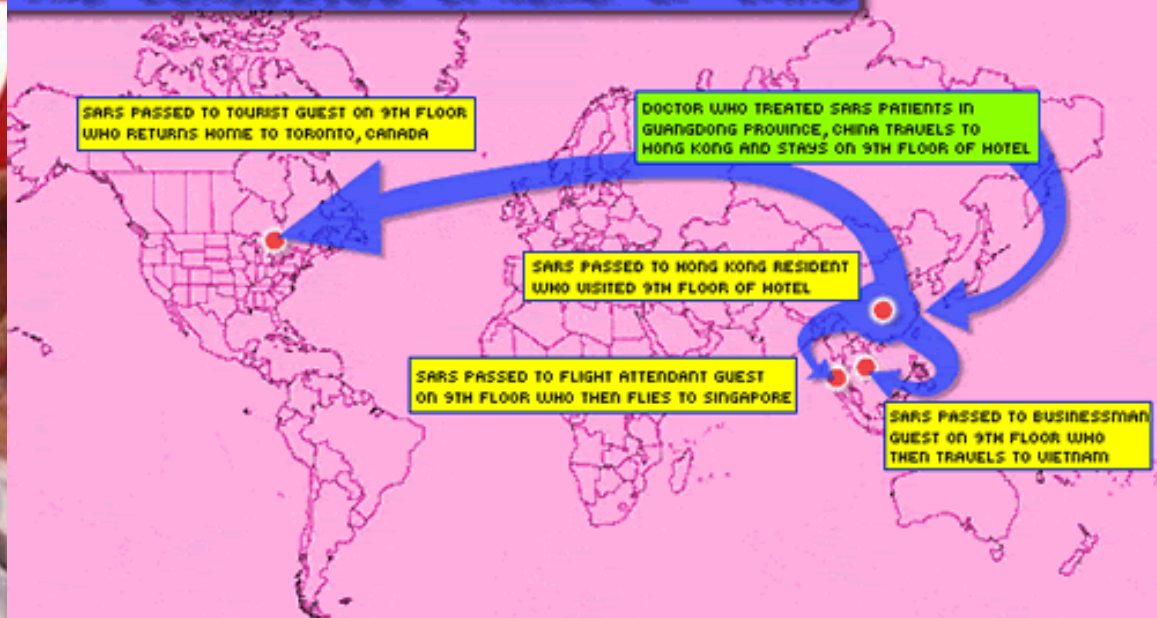 SARS PASSED TO TOURIST GUEST ON 9TH FLOOR
WHO RETURNS HOME TO TORONTO, CANADA
DOCTOR WHO TREATED SARS PATIENTS IN
GUANGDONG PROVINCE, CHINA TRAVELS TO
HONG KONG AND STAYS ON 9TH FLOOR OF HOTEL
SARS PASSED TO HONG KONG RESIDENT
WHO VISITED 9TH FLOOR OF HOTEL
SARS PASSED TO FLIGHT ATTENDANT GUEST
ON 9TH FLOOR WHO THEN FLIES TO SINGAPORE
SARS PASSED TO BUSINESSMAN
GUEST ON 9TH FLOOR WHO
THEN TRAVELS TO VIETNAM